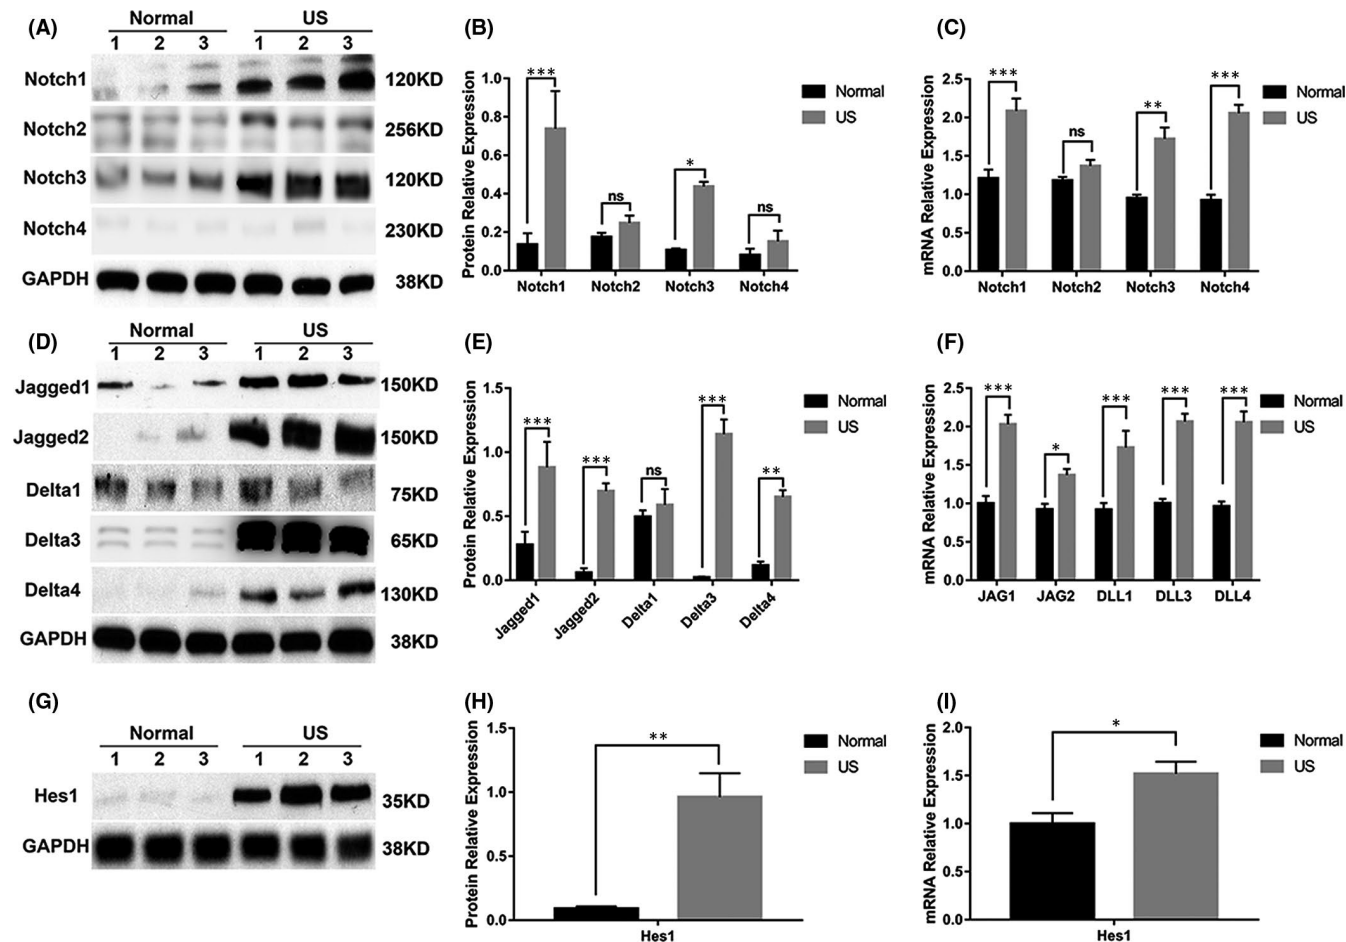 (A)
Normal US
1 2 3 1 2 3
Notch1 120KD
Notch2 256KD
Notch3 120KD
Notch4 230KD
GAPDH 38KD
(B)
Protein Relative Expression
1.0
0.8
0.6
0.4
0.2
0.0
*** ns * ns
Notch1 Notch2 Notch3 Notch4
Normal
US
(C)
mRNA Relative Expression
2.5
2.0
1.5
1.0
0.5
0.0
*** ns ** ***
Notch1 Notch2 Notch3 Notch4
Normal
US
(D)
Normal US
1 2 3 1 2 3
Jagged1 150KD
Jagged2 150KD
Delta1 75KD
Delta3 65KD
Delta4 130KD
GAPDH 38KD
(E)
Protein Relative Expression
1.5
1.0
0.5
0.0
*** *** ns *** **
Jagged1 Jagged2 Delta1 Delta3 Delta4
Normal
US
(F)
mRNA Relative Expression
2.5
2.0
1.5
1.0
0.5
0.0
*** * *** *** ***
JAG1 JAG2 DLL1 DLL3 DLL4
Normal
US
(G)
Normal US
1 2 3 1 2 3
Hes1 35KD
GAPDH 38KD
(H)
Protein Relative Expression
1.5
1.0
0.5
0.0
**
Hes1
Normal
US
(I)
mRNA Relative Expression
2.0
1.5
1.0
0.5
0.0
*
Hes1
Normal
US